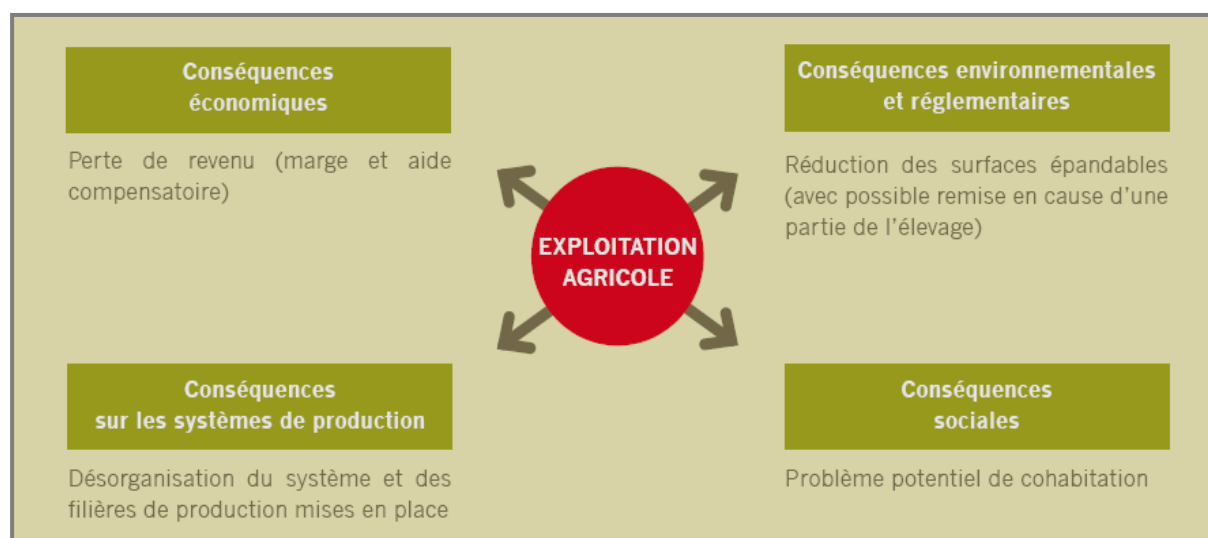 Conséquences
économiques
Perte de revenu (marge et aide
compensatoire)
Conséquences environnementales
et réglementaires
Réduction des surfaces épandables
(avec possible remise en cause d'une
partie de l'élevage)
EXPLOITATION
AGRICOLE
Conséquences
sur les systèmes de production
Désorganisation du système et des
filières de production mises en place
Conséquences
sociales
Problème potentiel de cohabitation